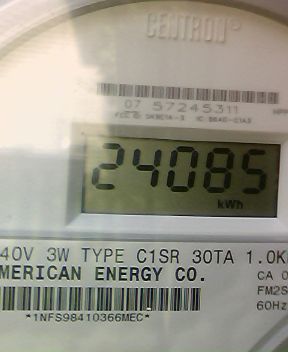 CENTRON®
07 57245311
24085
kWh
40V 3W TYPE C1SR 30TA 1.0K
MERICAN ENERGY CO.
CA 0
FM2S
60Hz
*1NFS98410366MEC*